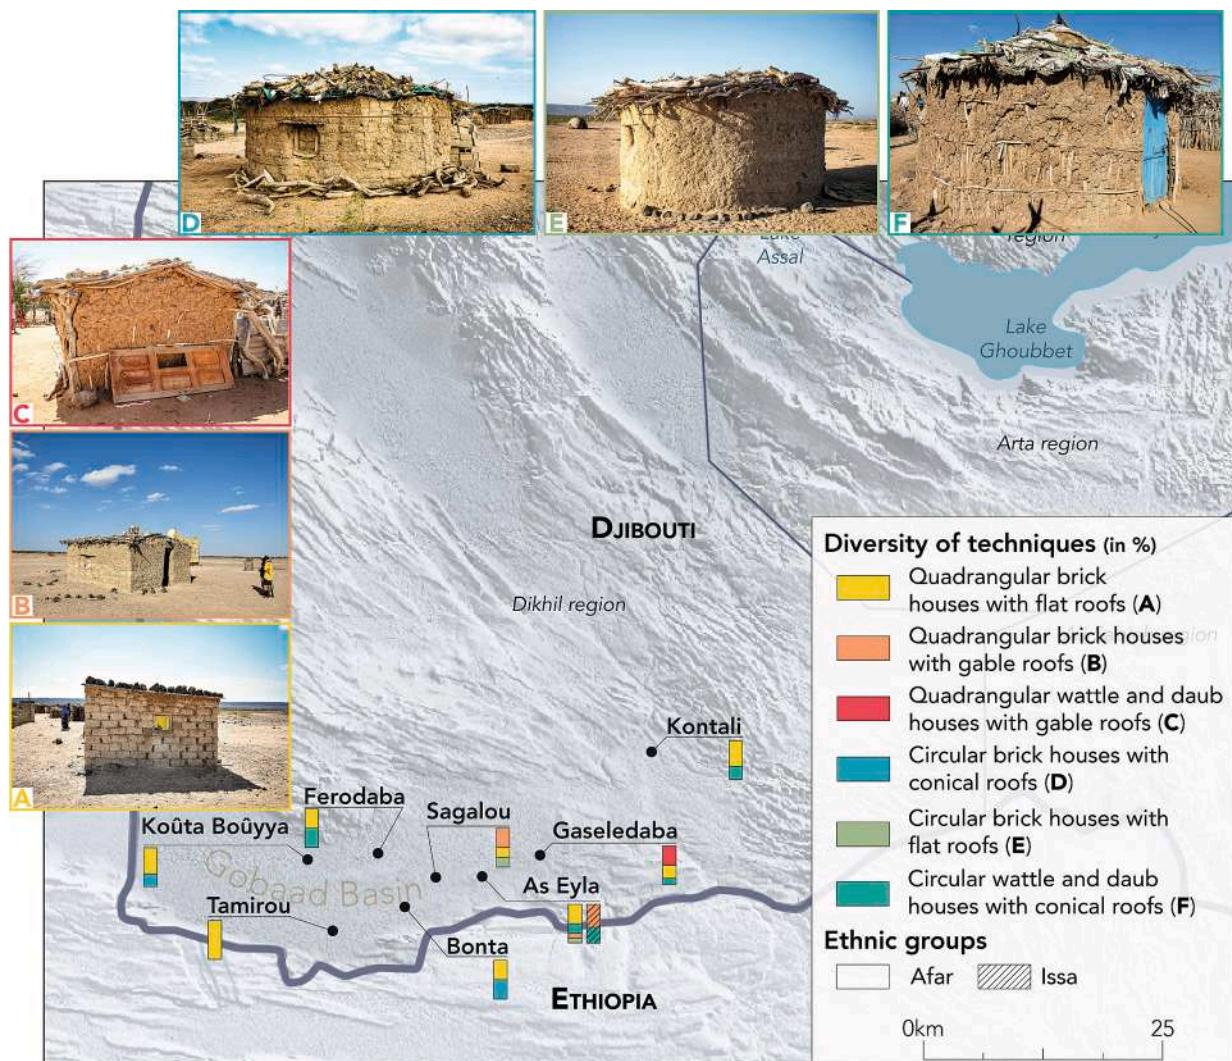 D
E
F
C
B
A
Lake
Assal
region
Lake
Ghoubbet
Arta region
DJIBOUTI
Dikhil region
Kontali
Ferodaba
Sagalou
Koûta Boûyya
Gaseledaba
Gobaad Basin
As Eyla
Tamirou
Bonta
ETHIOPIA
Diversity of techniques (in %)
Quadrangular brick
houses with flat roofs (A)
Quadrangular brick houses
with gable roofs (B)
Quadrangular wattle and daub
houses with gable roofs (C)
Circular brick houses with
conical roofs (D)
Circular brick houses with
flat roofs (E)
Circular wattle and daub
houses with conical roofs (F)
Ethnic groups
Afar
Issa
0km
25